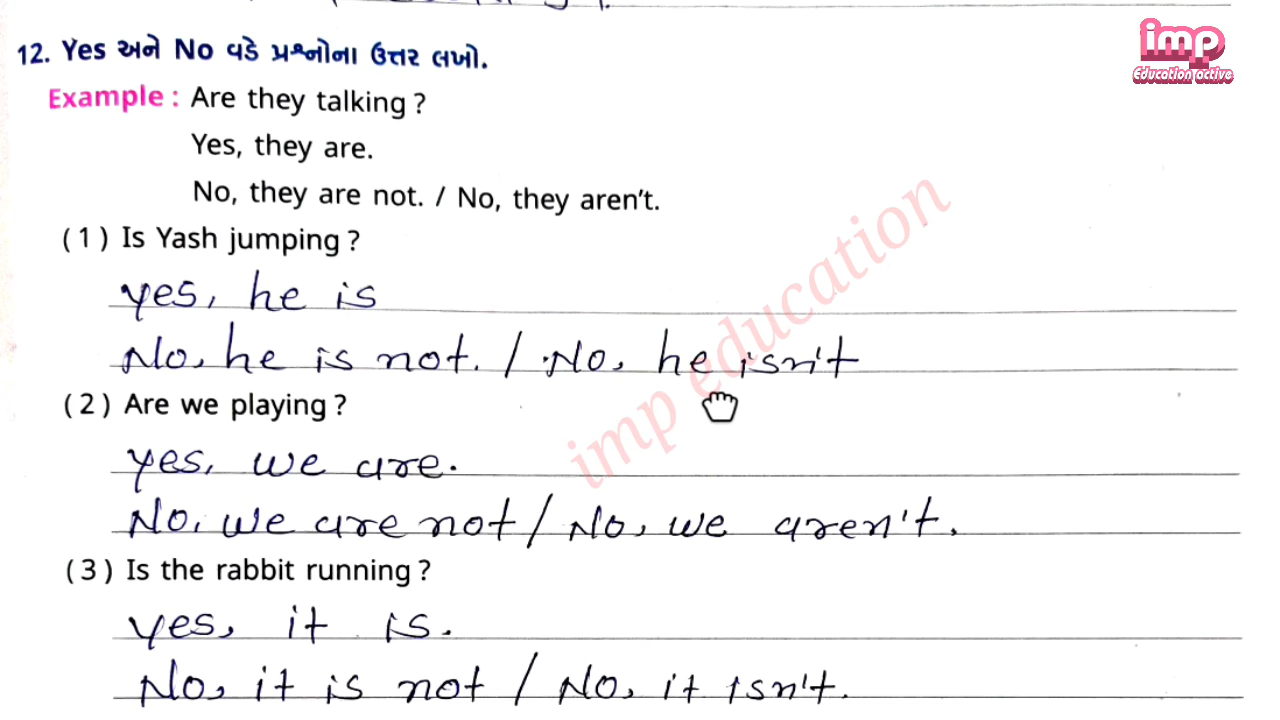 imp
Education active
12. Yes અને No વડે પ્રશ્નોના ઉત્તર લખો.
Example : Are they talking ?
Yes, they are.
No, they are not. / No, they aren't.
(1) Is Yash jumping ?
yes, he is
No, he is not. / No, he isn't
(2) Are we playing ?
yes, we are.
No, we are not / No, we aren't.
(3) Is the rabbit running ?
yes, it is.
No, it is not / No, it isn't.
imp education